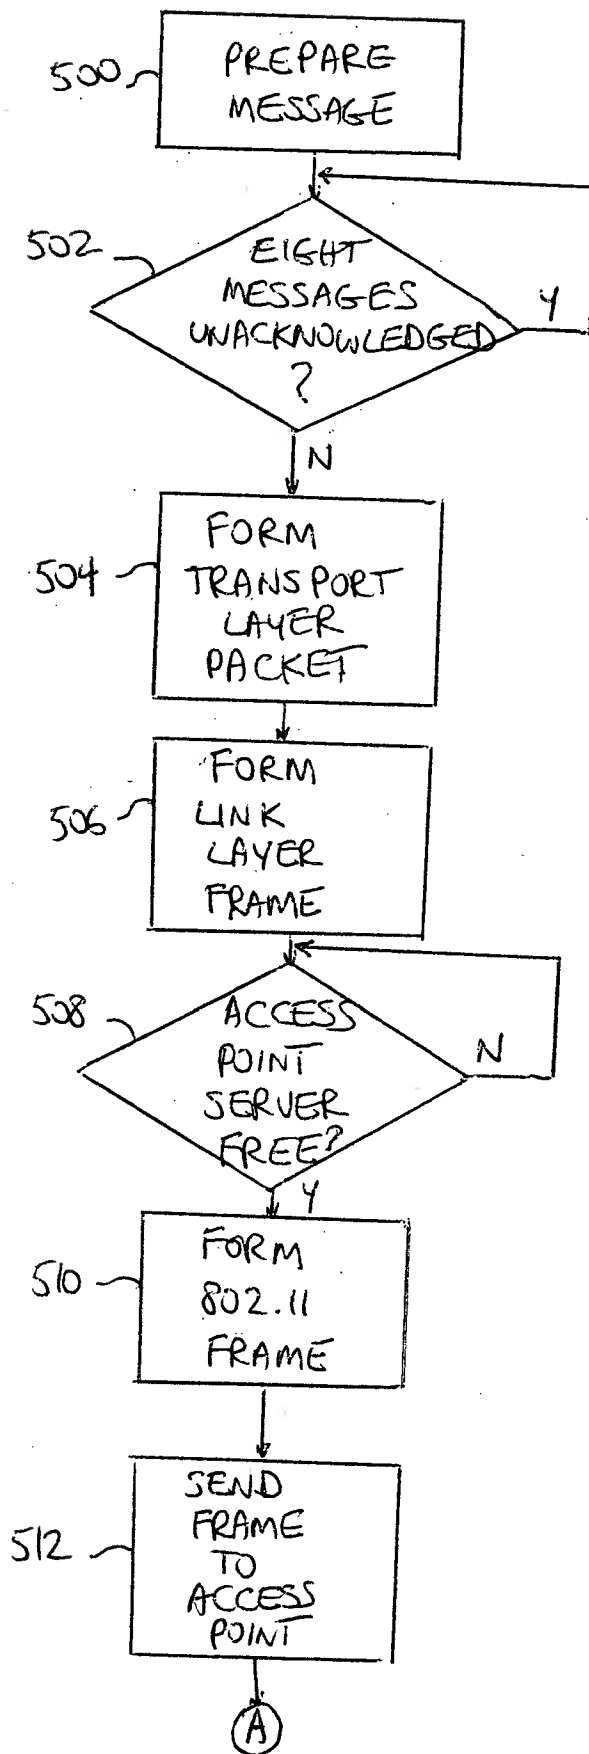 500
PREPARE
MESSAGE
502
EIGHT
MESSAGES
UNACKNOWLEDGED
?
Y
N
504
FORM
TRANSPORT
LAYER
PACKET
506
FORM
LINK
LAYER
FRAME
508
ACCESS
POINT
SERVER
FREE?
N
Y
510
FORM
802.11
FRAME
512
SEND
FRAME
TO
ACCESS
POINT
A